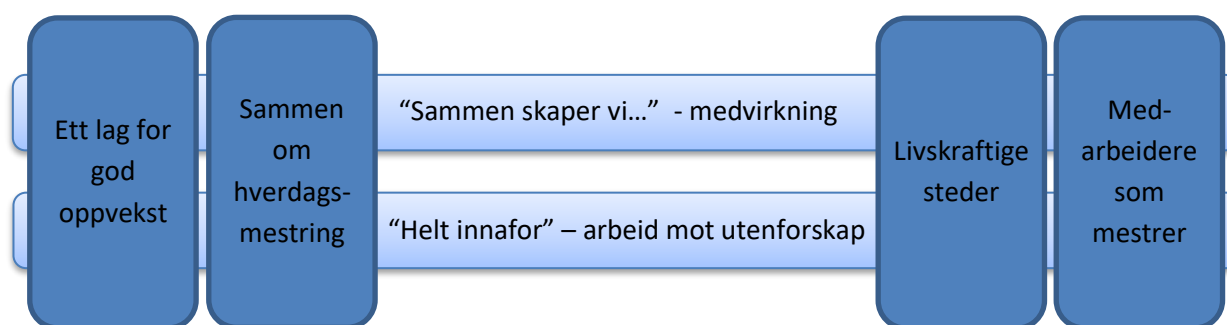 Ett lag for
god
oppvekst
Sammen
om
hverdags-
mestring
“Sammen skaper vi…”  - medvirkning
“Helt innafor” – arbeid mot utenforskap
Livskraftige
steder
Med-
arbeidere
som
mestrer